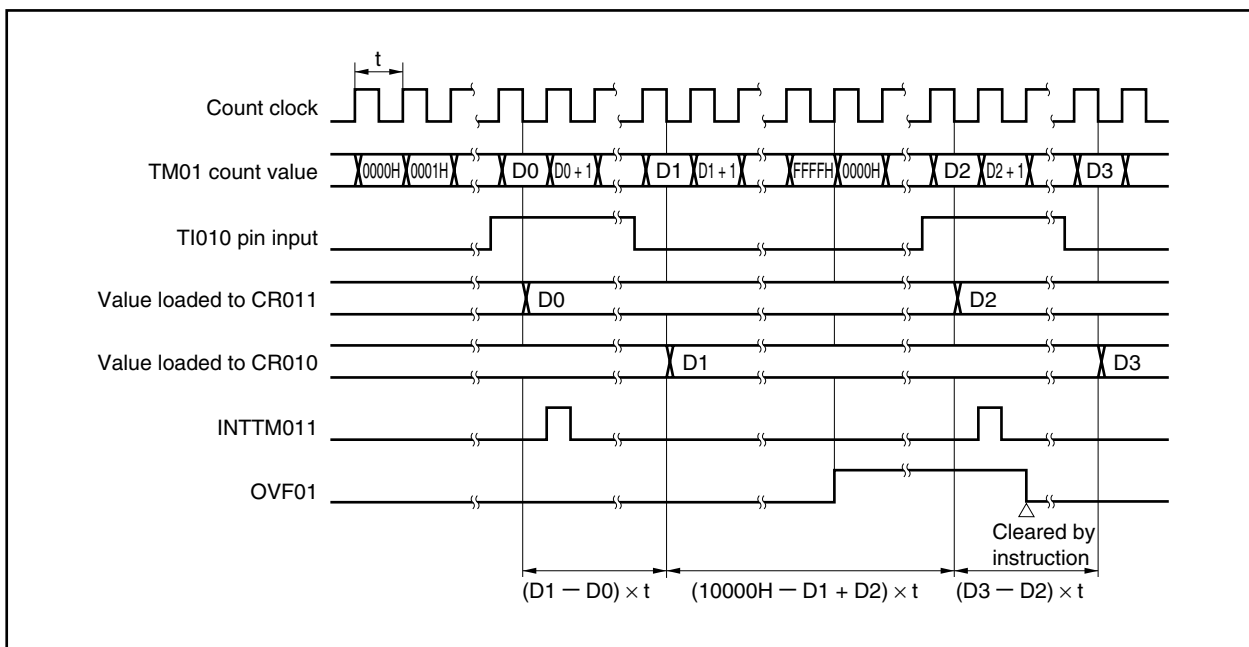 t
Count clock
TM01 count value 0000H 0001H D0 D0 + 1 D1 D1 + 1 FFFFH 0000H D2 D2 + 1 D3
TI010 pin input
Value loaded to CR011 D0 D2
Value loaded to CR010 D1 D3
INTTM011
OVF01
Cleared by
instruction
(D1 − D0) × t (10000H − D1 + D2) × t (D3 − D2) × t